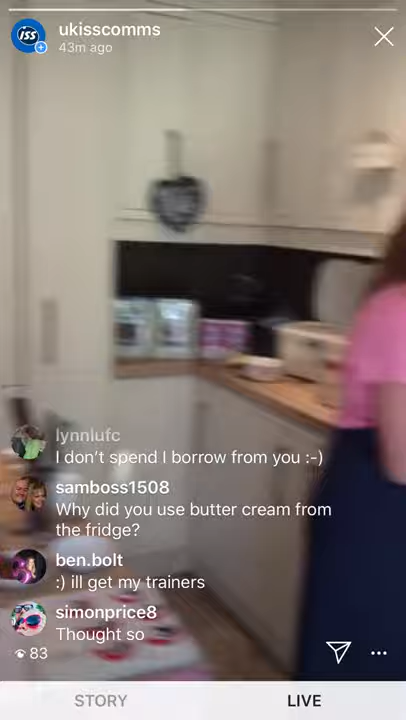 iss
ukisscomms
43m ago
lynnlufc
I don't spend I borrow from you :-)
samboss1508
Why did you use butter cream from
the fridge?
ben.bolt
:) ill get my trainers
simonprice8
Thought so
83
STORY
LIVE